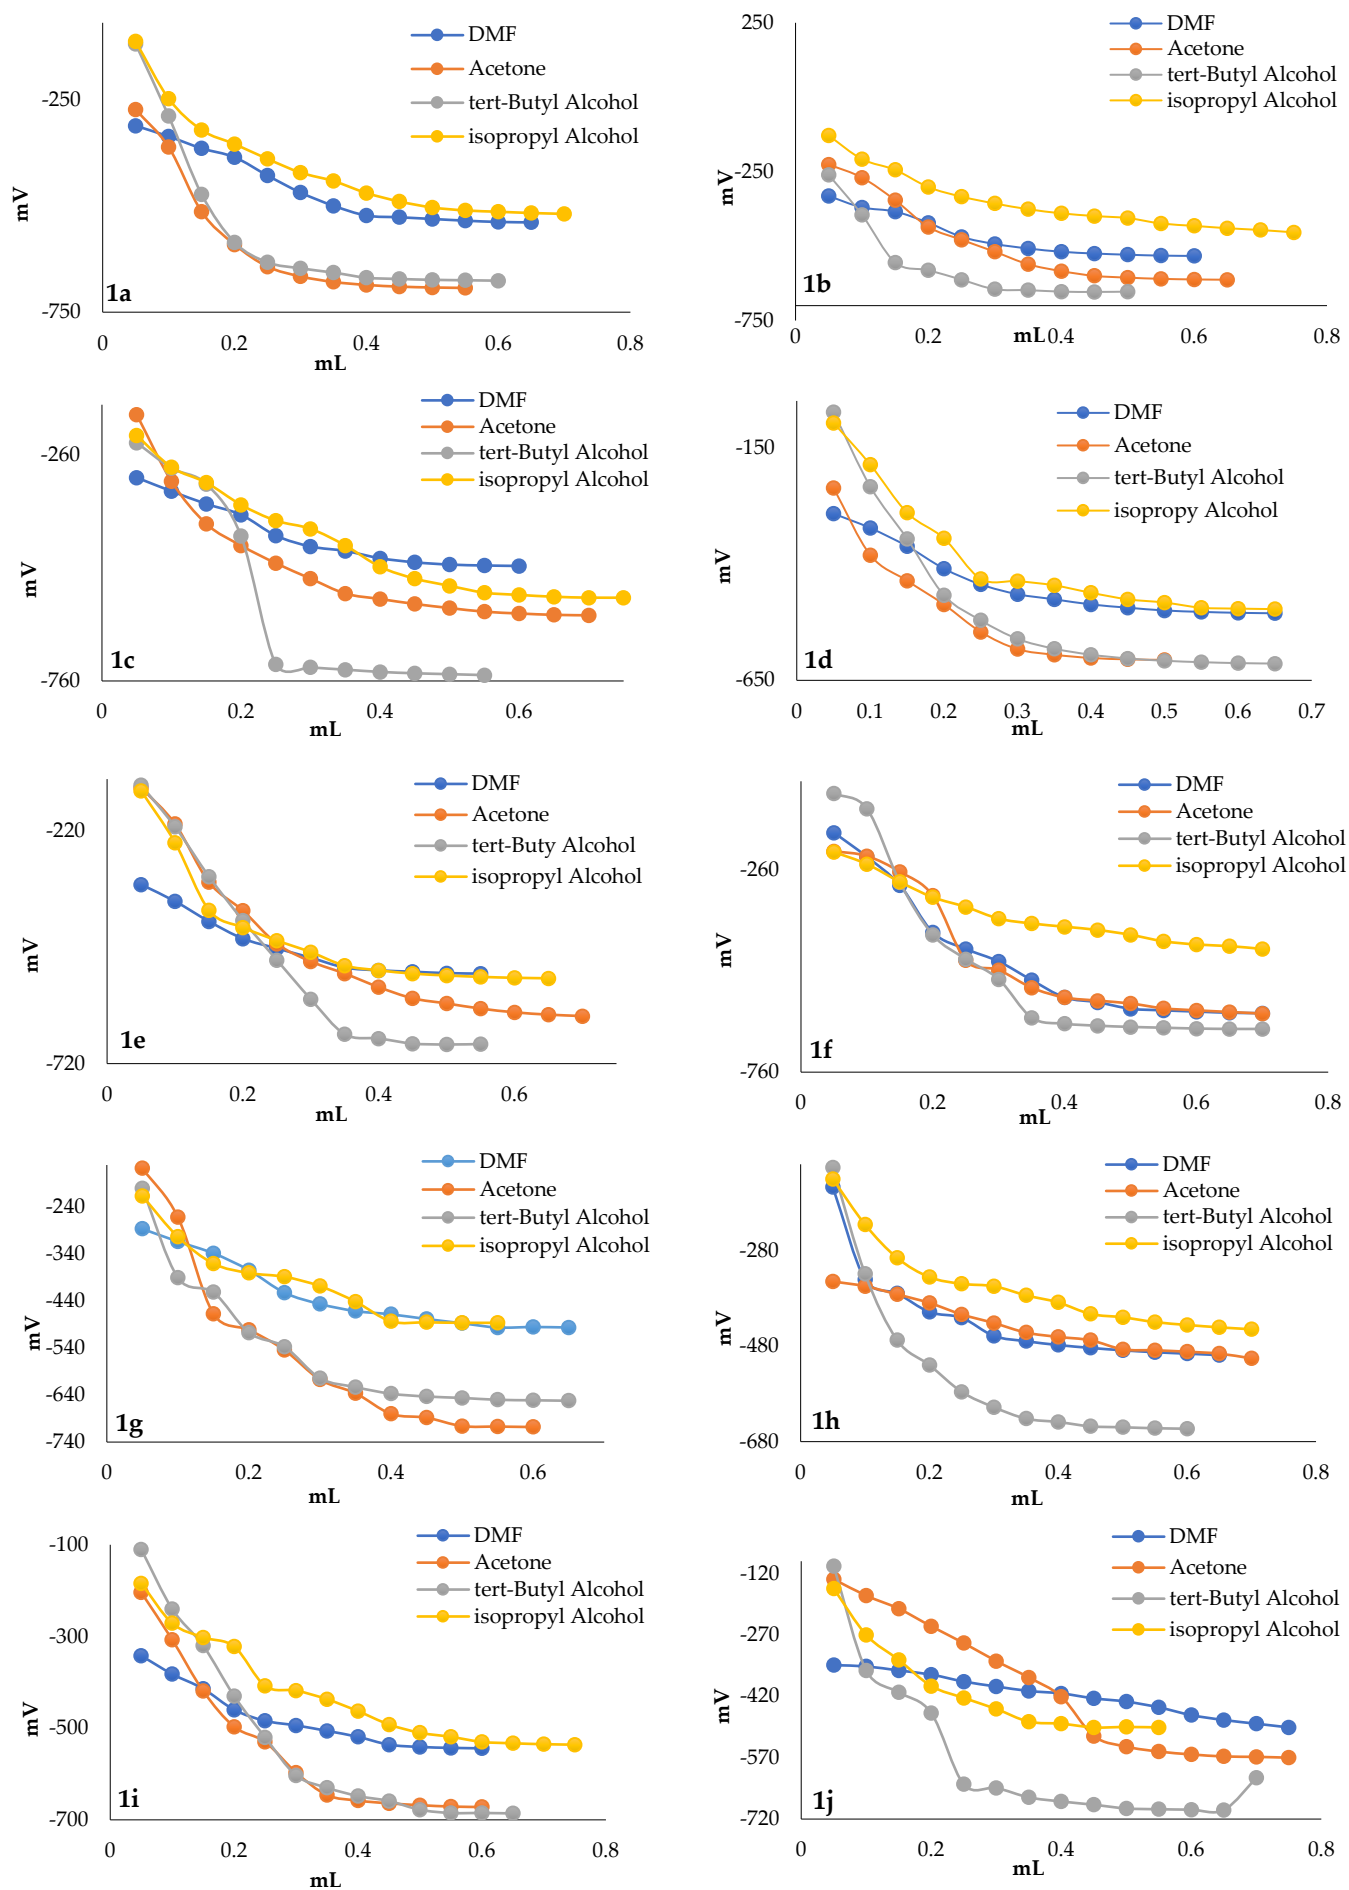 DMF
Acetone
tert-Butyl Alcohol
isopropyl Alcohol
-250
-750
mV
1a
0
0.2
0.4
0.6
0.8
mL
DMF
Acetone
tert-Butyl Alcohol
isopropyl Alcohol
250
-250
-750
mV
1b
0
0.2
0.4
0.6
0.8
mL
DMF
Acetone
tert-Butyl Alcohol
isopropyl Alcohol
-260
-760
mV
1c
0
0.2
0.4
0.6
mL
DMF
Acetone
tert-Butyl Alcohol
isopropy Alcohol
-150
-650
mV
1d
0
0.1
0.2
0.3
0.4
0.5
0.6
0.7
mL
DMF
Acetone
tert-Buty Alcohol
isopropyl Alcohol
-220
-720
mV
1e
0
0.2
0.4
0.6
mL
DMF
Acetone
tert-Butyl Alcohol
isopropyl Alcohol
-260
-760
mV
1f
0
0.2
0.4
0.6
0.8
mL
DMF
Acetone
tert-Butyl Alcohol
isopropyl Alcohol
-240
-340
-440
-540
-640
-740
mV
1g
0
0.2
0.4
0.6
mL
DMF
Acetone
tert-Butyl Alcohol
isopropyl Alcohol
-280
-480
-680
mV
1h
0
0.2
0.4
0.6
0.8
mL
DMF
Acetone
tert-Butyl Alcohol
isopropyl Alcohol
-100
-300
-500
-700
mV
1i
0
0.2
0.4
0.6
0.8
mL
DMF
Acetone
tert-Butyl Alcohol
isopropyl Alcohol
-120
-270
-420
-570
-720
mV
1j
0
0.2
0.4
0.6
0.8
mL